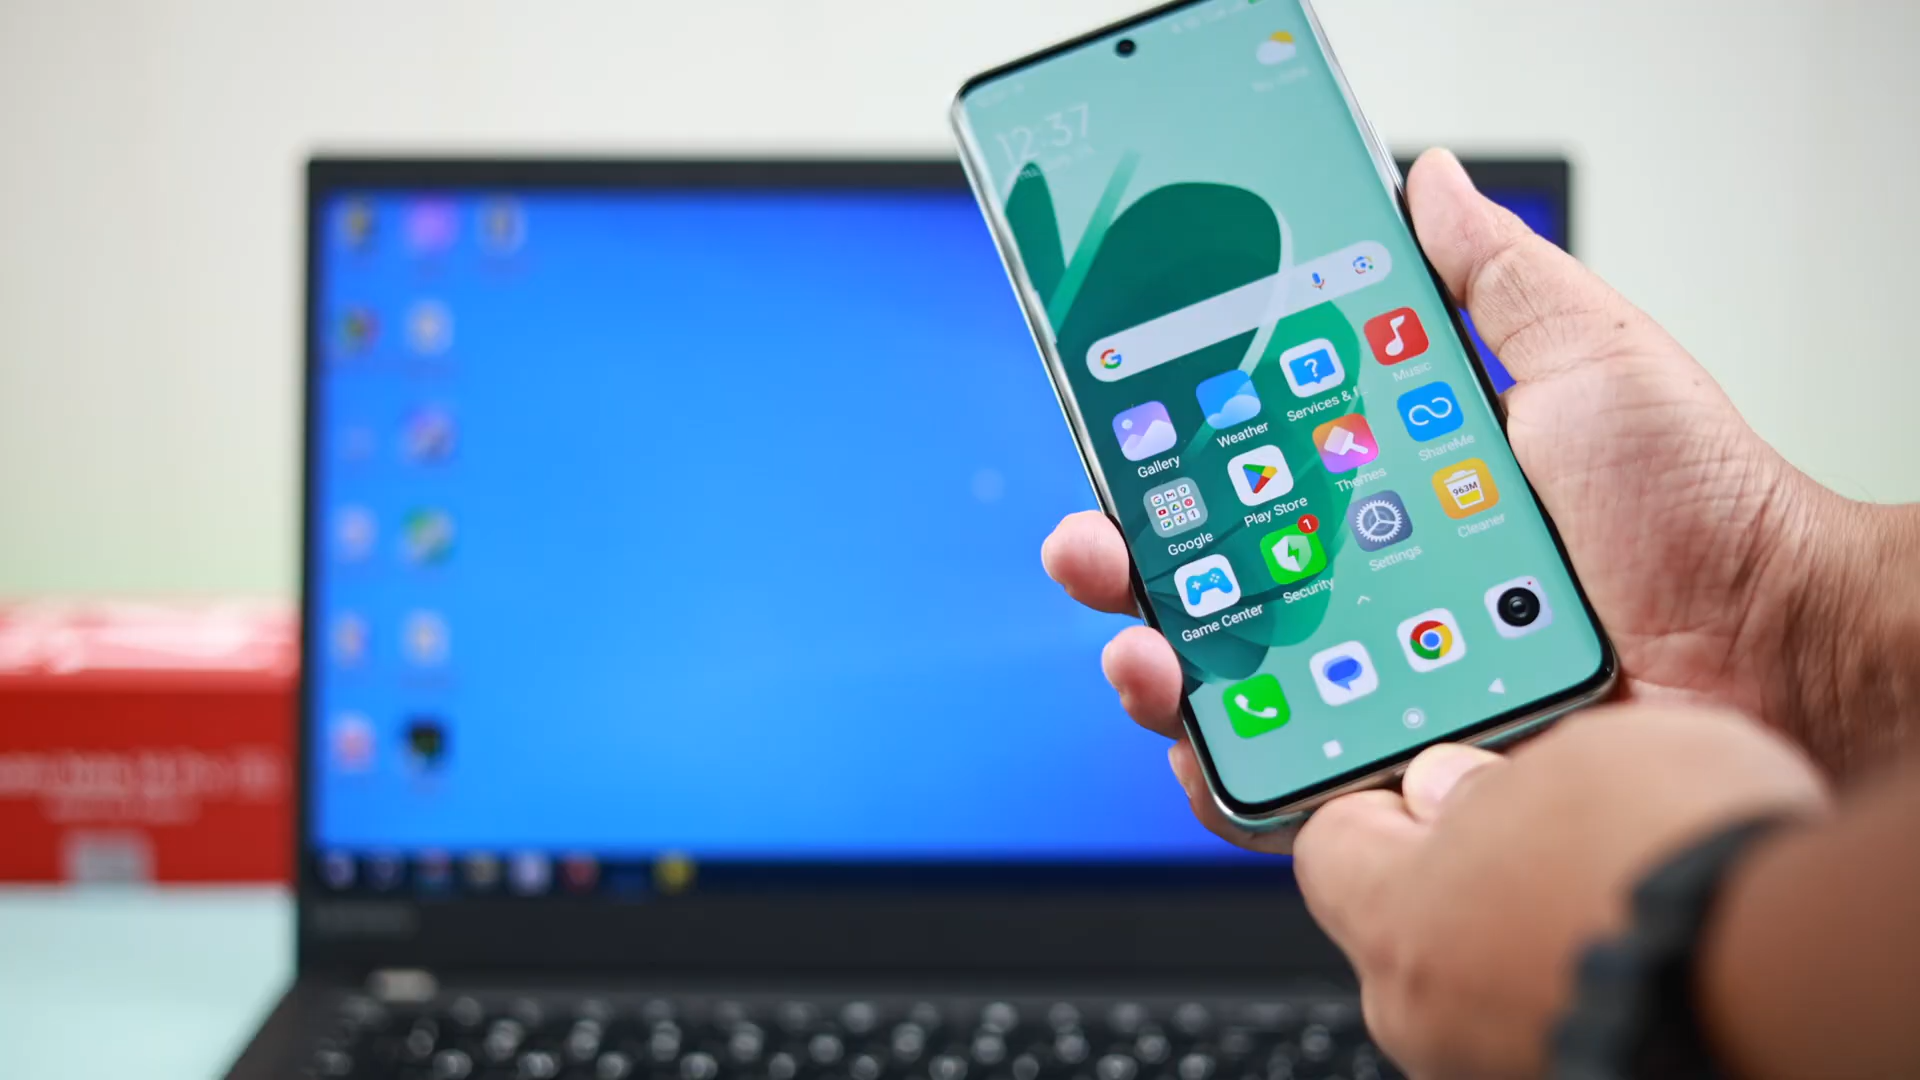 12:37
Gallery
Weather
Services & f...
Music
Google
Play Store
Themes
ShareMe
Game Center
1
Security
Settings
963M
Cleaner